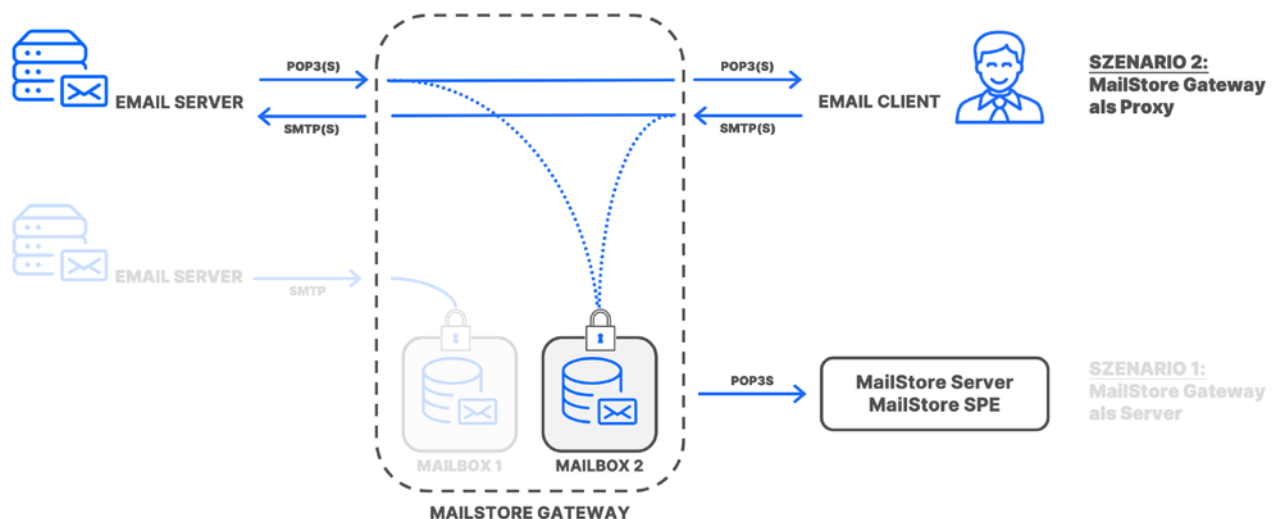 POP3(S)
EMAIL SERVER
SMTP(S)
POP3(S)
EMAIL CLIENT
SMTP(S)
SZENARIO 2:
MailStore Gateway
als Proxy
EMAIL SERVER
SMTP
MAILBOX 1
MAILBOX 2
POP3S
MailStore Server
MailStore SPE
SZENARIO 1:
MailStore Gateway
als Server
MAILSTORE GATEWAY